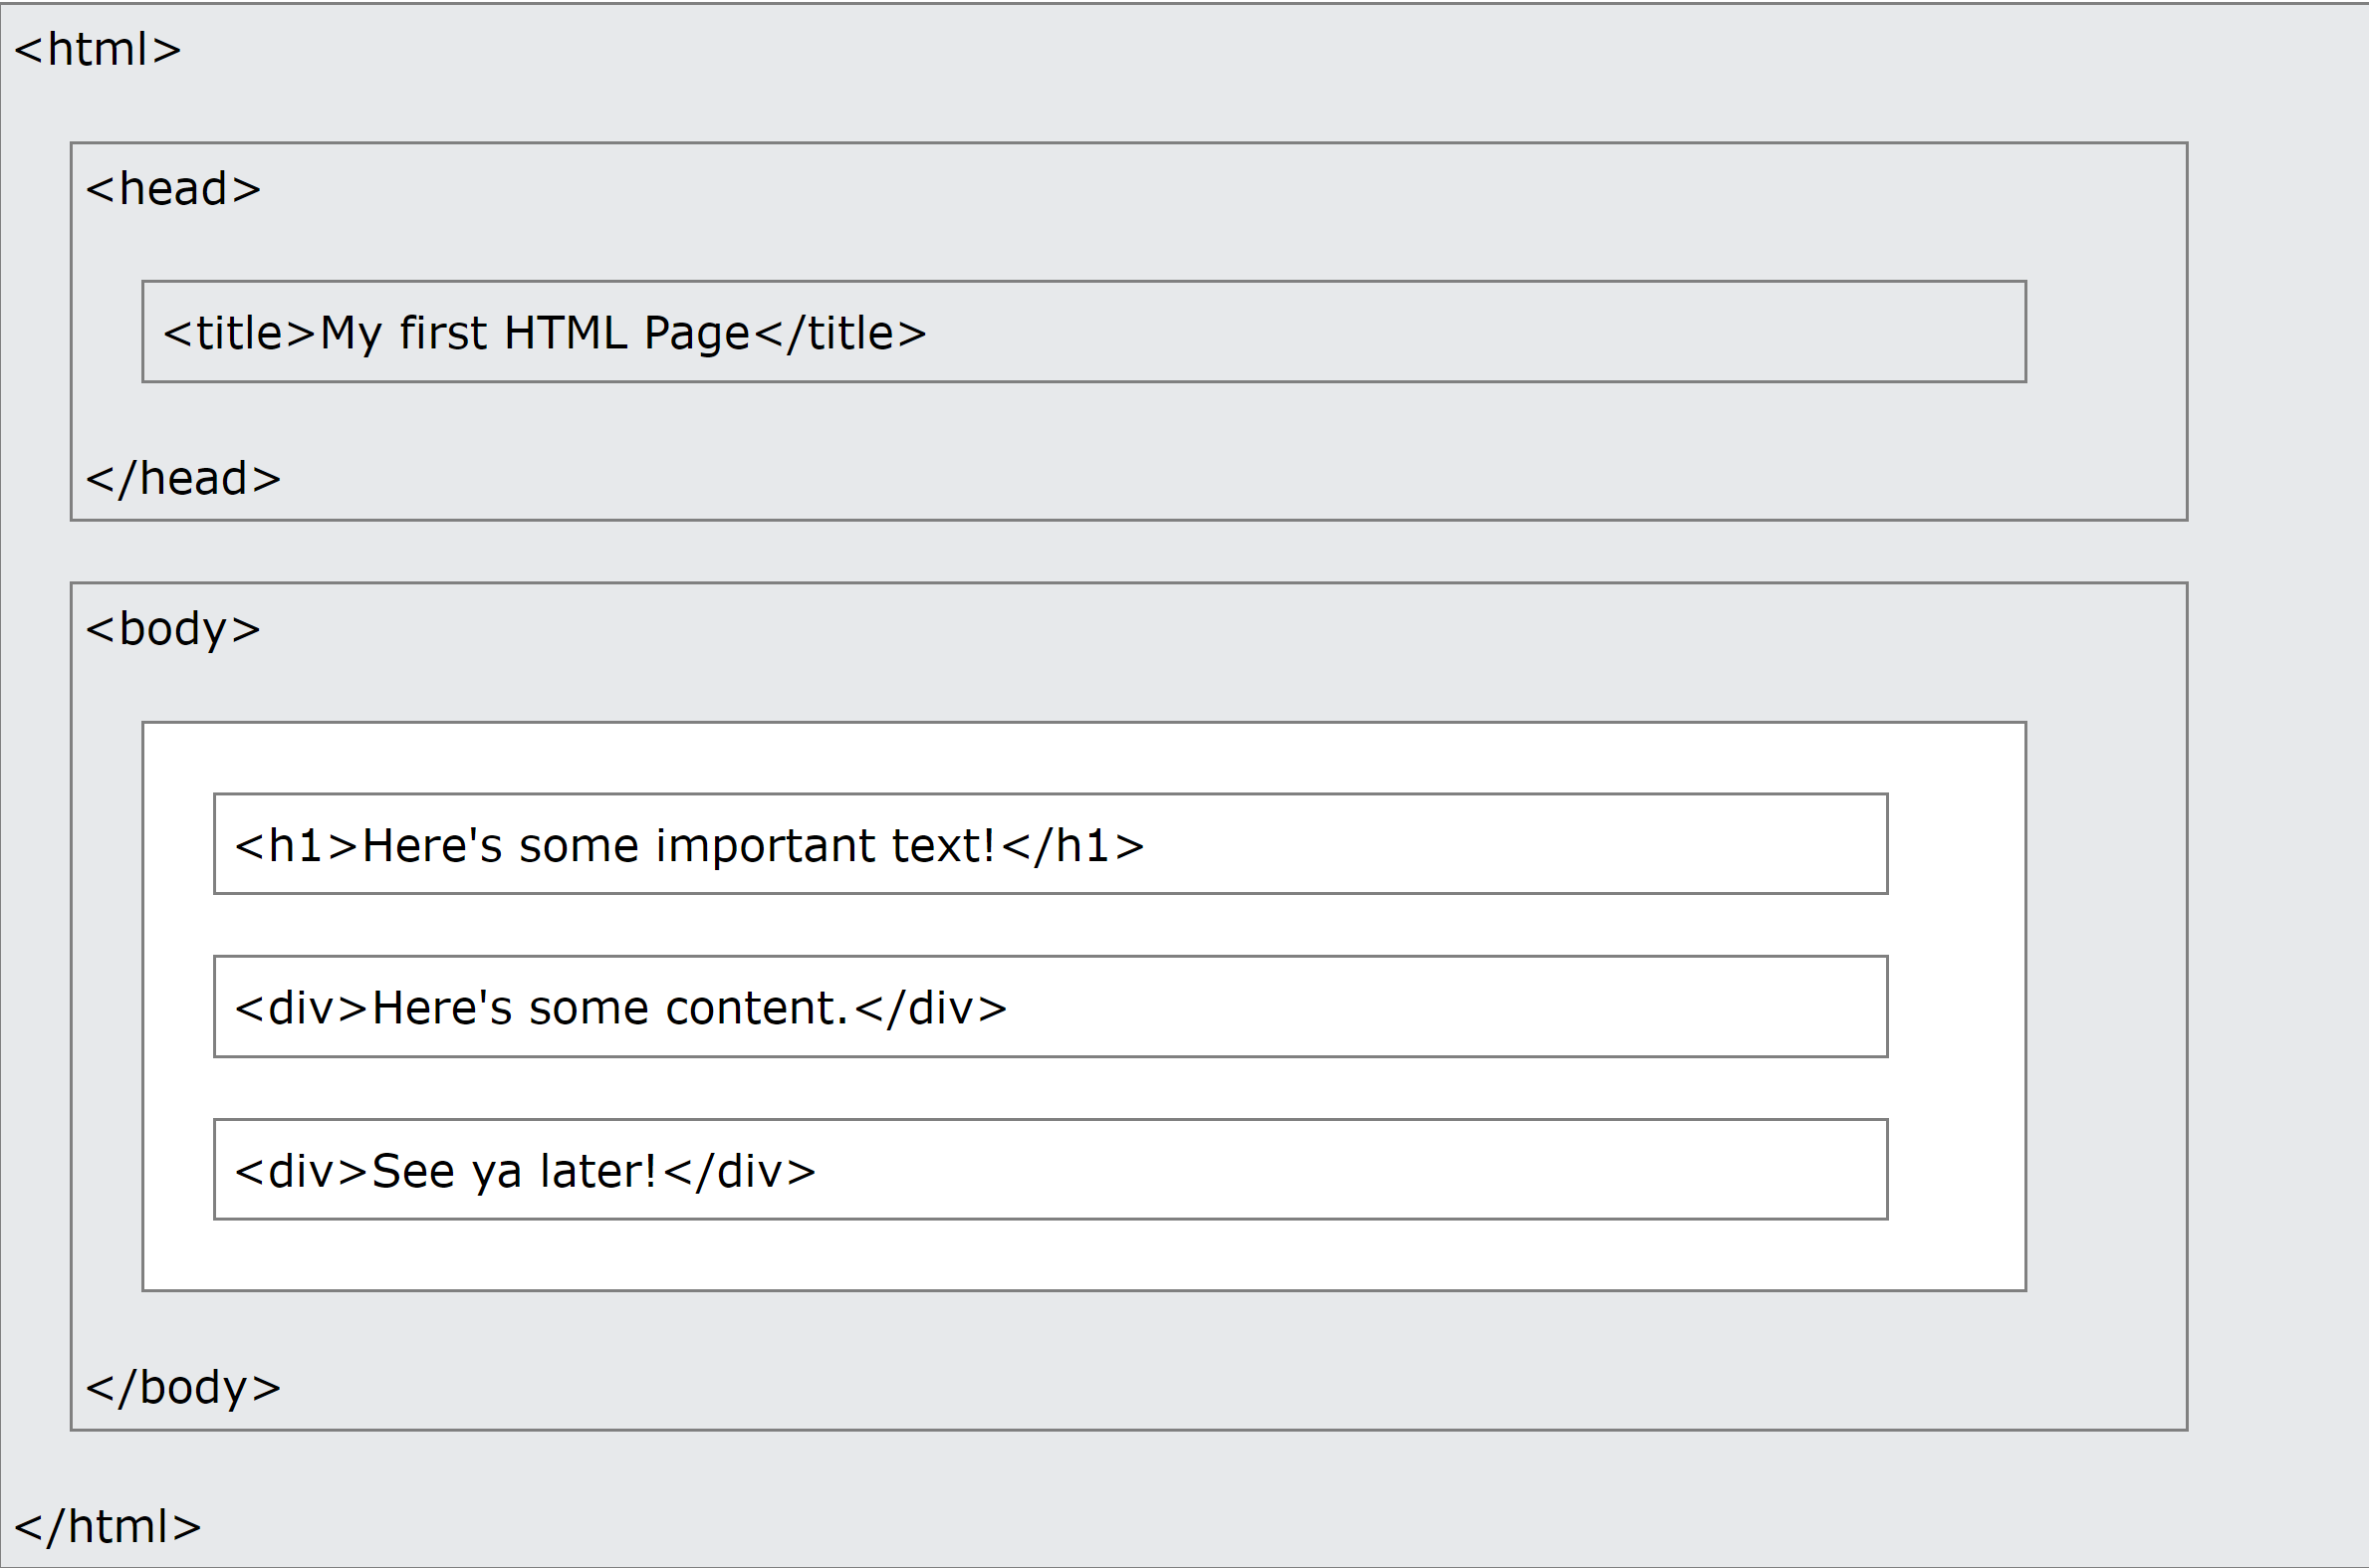 <html>
<head>
<title>My first HTML Page</title>
</head>
<body>
<h1>Here's some important text!</h1>
<div>Here's some content.</div>
<div>See ya later!</div>
</body>
</html>